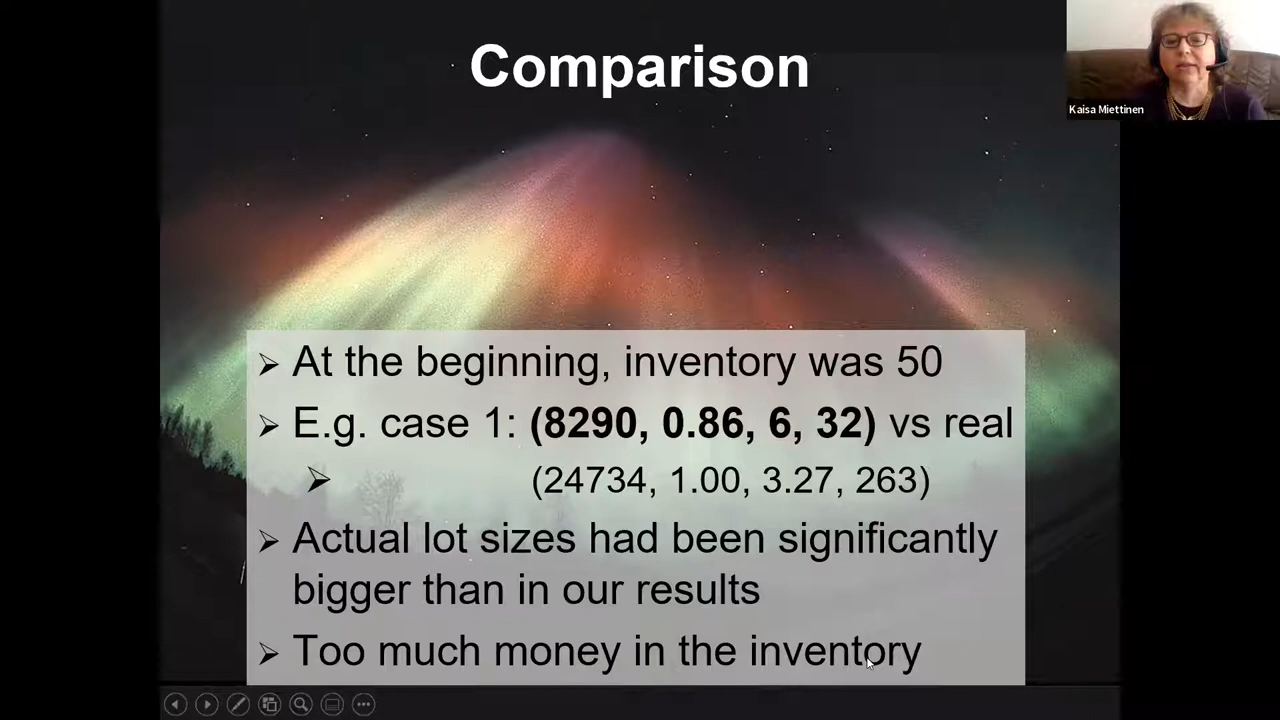 Comparison
Kaisa Miettinen
➢ At the beginning, inventory was 50
➢ E.g. case 1: (8290, 0.86, 6, 32) vs real
➢ (24734, 1.00, 3.27, 263)
➢ Actual lot sizes had been significantly
bigger than in our results
➢ Too much money in the inventory